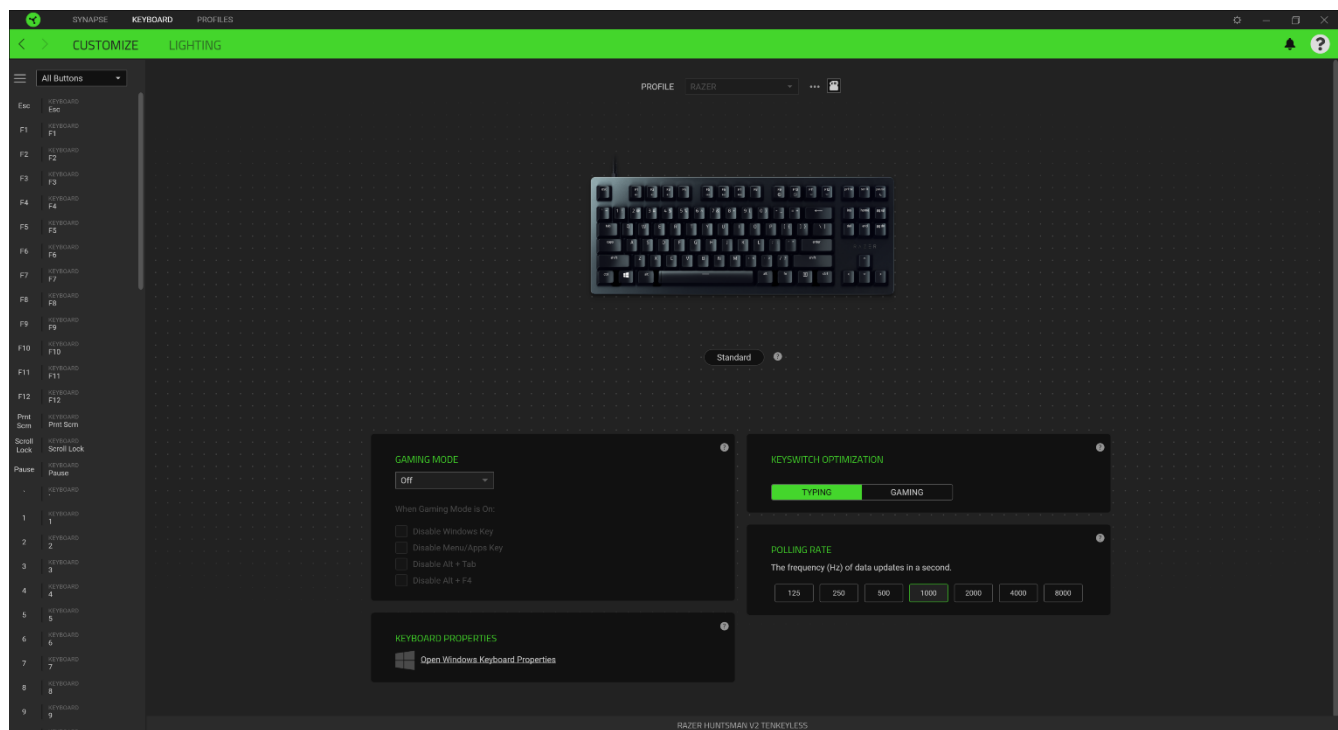 SYNAPSE KEYBOARD PROFILES
CUSTOMIZE LIGHTING
All Buttons
PROFILE RAZER
Esc KEYBOARD Esc
F1 KEYBOARD F1
F2 KEYBOARD F2
F3 KEYBOARD F3
F4 KEYBOARD F4
F5 KEYBOARD F5
F6 KEYBOARD F6
F7 KEYBOARD F7
F8 KEYBOARD F8
F9 KEYBOARD F9
F10 KEYBOARD F10
F11 KEYBOARD F11
F12 KEYBOARD F12
Prnt Scrn KEYBOARD Prnt Scrn
Scroll Lock KEYBOARD Scroll Lock
Pause KEYBOARD Pause
` KEYBOARD `
1 KEYBOARD 1
2 KEYBOARD 2
3 KEYBOARD 3
4 KEYBOARD 4
5 KEYBOARD 5
6 KEYBOARD 6
7 KEYBOARD 7
8 KEYBOARD 8
9 KEYBOARD 9
Standard
GAMING MODE
Off
When Gaming Mode is On:
Disable Windows Key
Disable Menu/Apps Key
Disable Alt + Tab
Disable Alt + F4
KEYBOARD PROPERTIES
Open Windows Keyboard Properties
KEYSWITCH OPTIMIZATION
TYPING GAMING
POLLING RATE
The frequency (Hz) of data updates in a second.
125 250 500 1000 2000 4000 8000
RAZER HUNTSMAN V2 TENKEYLESS